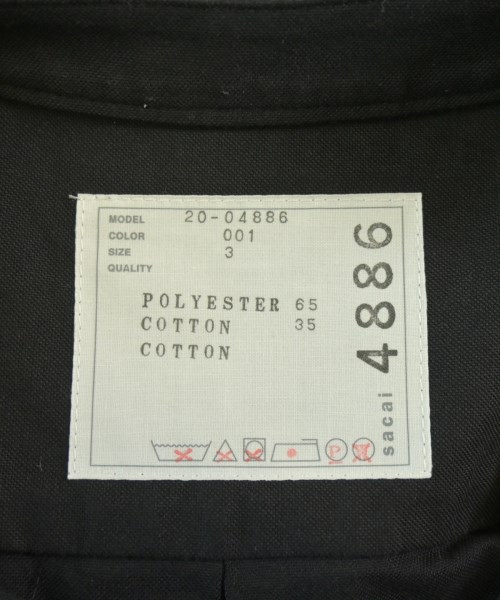 MODEL 20-04886
COLOR 001
SIZE 3
QUALITY
POLYESTER 65
COTTON 35
COTTON
sacai 4886
P